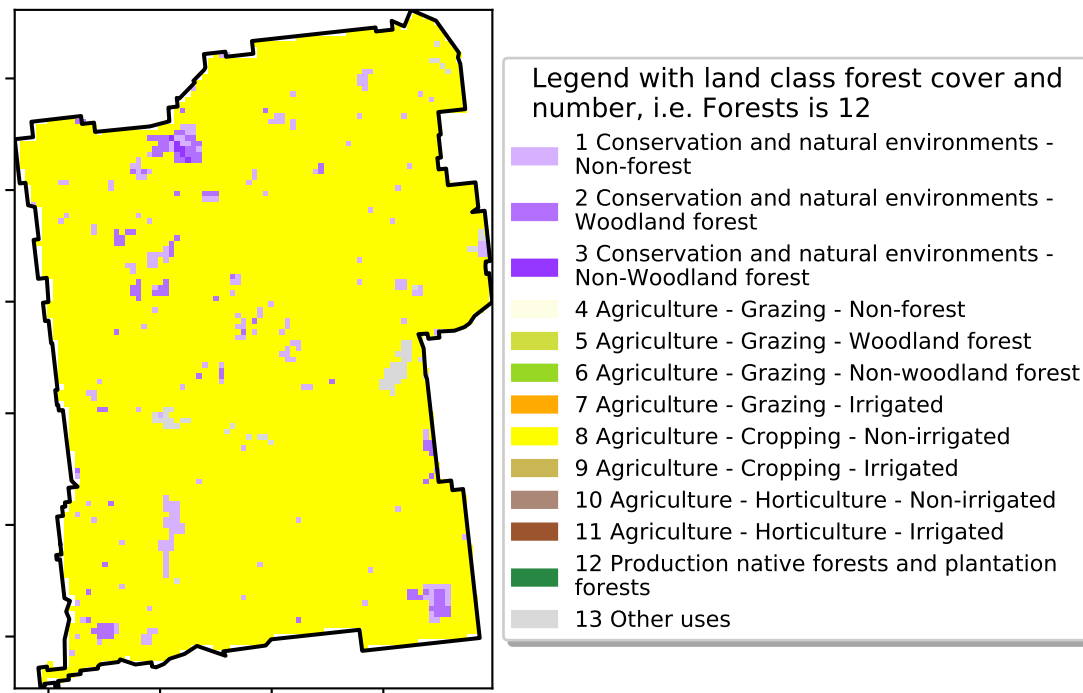 Legend with land class forest cover and
number, i.e. Forests is 12
1 Conservation and natural environments -
Non-forest
2 Conservation and natural environments -
Woodland forest
3 Conservation and natural environments -
Non-Woodland forest
4 Agriculture - Grazing - Non-forest
5 Agriculture - Grazing - Woodland forest
6 Agriculture - Grazing - Non-woodland forest
7 Agriculture - Grazing - Irrigated
8 Agriculture - Cropping - Non-irrigated
9 Agriculture - Cropping - Irrigated
10 Agriculture - Horticulture - Non-irrigated
11 Agriculture - Horticulture - Irrigated
12 Production native forests and plantation
forests
13 Other uses